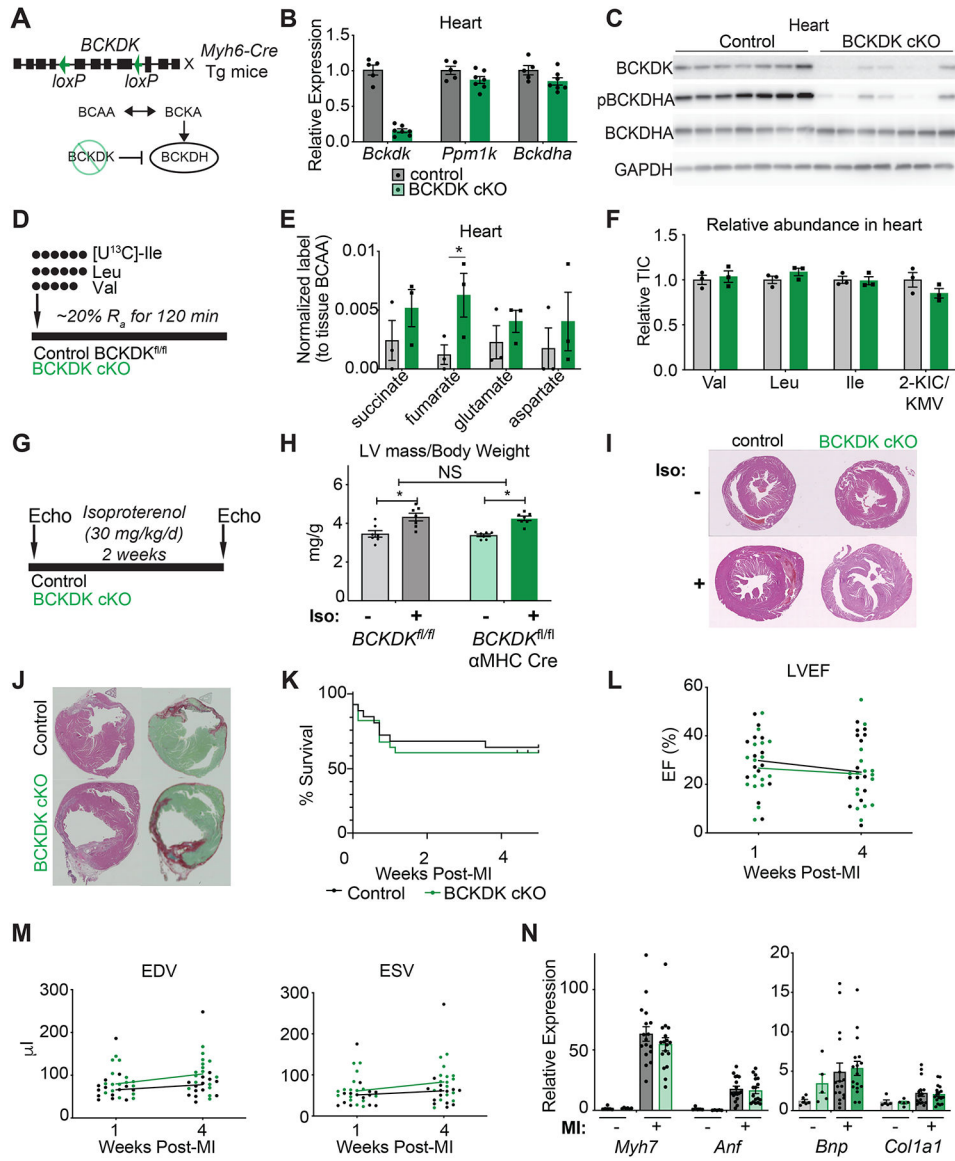 A
BCKDK
loxP
loxP
X
Myh6-Cre
Tg mice
BCAA
BCKA
BCKDK
BCKDH
B
Heart
Relative Expression
1.5
1.0
0.5
0.0
Bckdk
Ppm1k
Bckdha
control
BCKDK cKO
C
Heart
Control
BCKDK cKO
BCKDK
pBCKDHA
BCKDHA
GAPDH
D
[U¹³C]-Ile
Leu
Val
~20% Rₐ for 120 min
Control BCKDKfl/fl
BCKDK cKO
E
Heart
Normalized label
(to tissue BCAA)
0.01
0.005
0.000
*
succinate
fumarate
glutamate
aspartate
F
Relative abundance in heart
Relative TIC
1.5
1.0
0.5
0.0
Val
Leu
Ile
2-KIC/
KMV
G
Echo
Isoproterenol
(30 mg/kg/d)
2 weeks
Echo
Control
BCKDK cKO
H
LV mass/Body Weight
NS
*
*
mg/g
6
4
2
0
Iso:
-
+
-
+
BCKDKfl/fl
BCKDKfl/fl
αMHC Cre
I
control
BCKDK cKO
Iso:
-
+
J
Control
BCKDK cKO
K
% Survival
100
50
0
0
2
4
Weeks Post-MI
Control
BCKDK cKO
L
LVEF
EF (%)
60
40
20
0
1
4
Weeks Post-MI
M
EDV
µl
300
200
100
0
1
4
Weeks Post-MI
ESV
300
200
100
0
1
4
Weeks Post-MI
N
Relative Expression
100
50
0
MI:
-
+
-
+
Myh7
Anf
20
15
10
5
0
-
+
-
+
Bnp
Col1a1